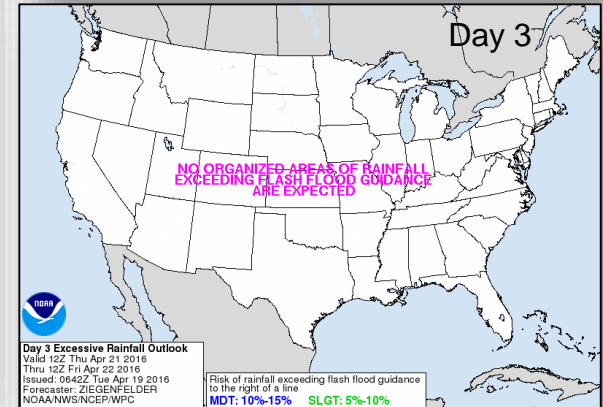 Day 3
NO ORGANIZED AREAS OF RAINFALL
EXCEEDING FLASH FLOOD GUIDANCE
ARE EXPECTED
NOAA
Day 3 Excessive Rainfall Outlook
Valid 12Z Thu Apr 21 2016
Thru 12Z Fri Apr 22 2016
Issued: 0642Z Tue Apr 19 2016
Forecaster: ZIEGENFELDER
NOAA/NWS/NCEP/WPC
Risk of rainfall exceeding flash flood guidance
to the right of a line
MDT: 10%-15% SLGT: 5%-10%